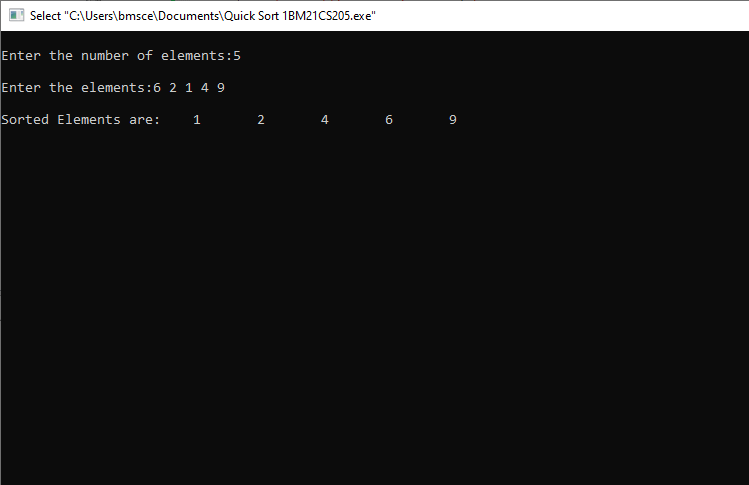 Select "C:\Users\bmsce\Documents\Quick Sort 1BM21CS205.exe"
Enter the number of elements:5
Enter the elements:6 2 1 4 9
Sorted Elements are:    1       2       4       6       9